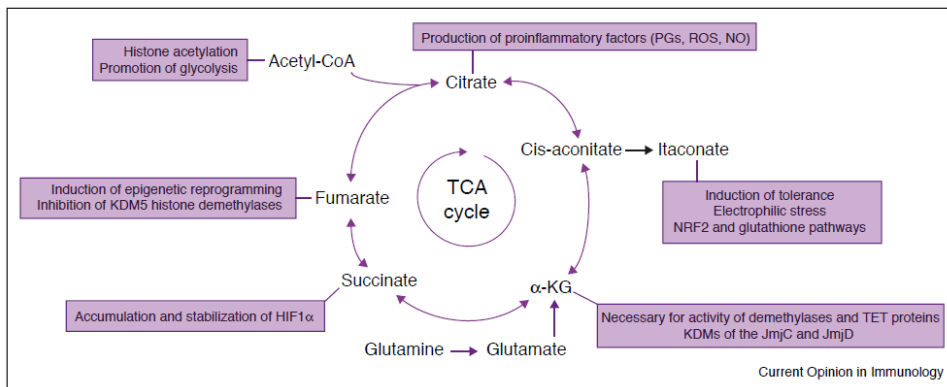 Production of proinflammatory factors (PGs, ROS, NO)
Histone acetylation
Promotion of glycolysis
Acetyl-CoA
Citrate
Cis-aconitate
Itaconate
Induction of epigenetic reprogramming
Inhibition of KDM5 histone demethylases
Fumarate
TCA
cycle
Induction of tolerance
Electrophilic stress
NRF2 and glutathione pathways
Succinate
α-KG
Accumulation and stabilization of HIF1α
Necessary for activity of demethylases and TET proteins
KDMs of the JmjC and JmjD
Glutamine
Glutamate
Current Opinion in Immunology